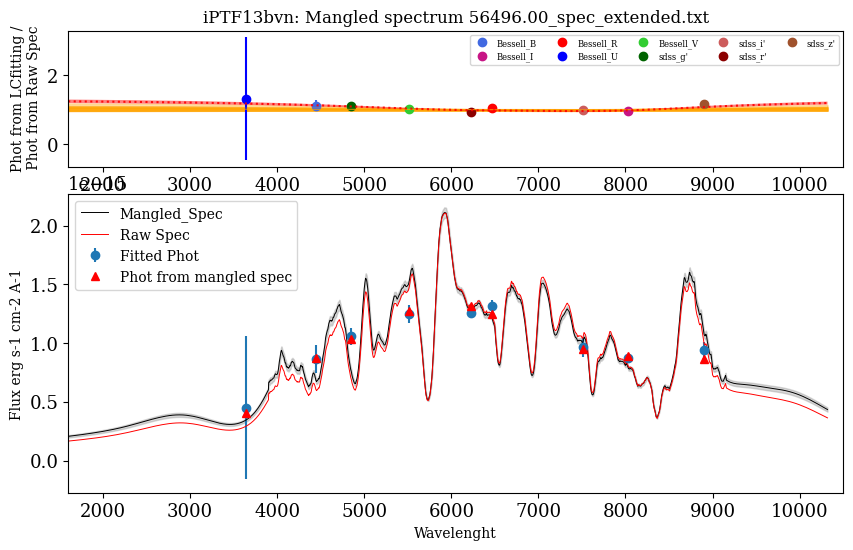 iPTF13bvn: Mangled spectrum 56496.00_spec_extended.txt
Phot from LCfitting /
Phot from Raw Spec
2
0
Bessell_B Bessell_R Bessell_V sdss_i' sdss_z'
Bessell_I Bessell_U sdss_g' sdss_r'
2000 3000 4000 5000 6000 7000 8000 9000 10000
1e−15
Flux erg s-1 cm-2 A-1
2.0
1.5
1.0
0.5
0.0
Mangled_Spec
Raw Spec
Fitted Phot
Phot from mangled spec
2000 3000 4000 5000 6000 7000 8000 9000 10000
Wavelenght